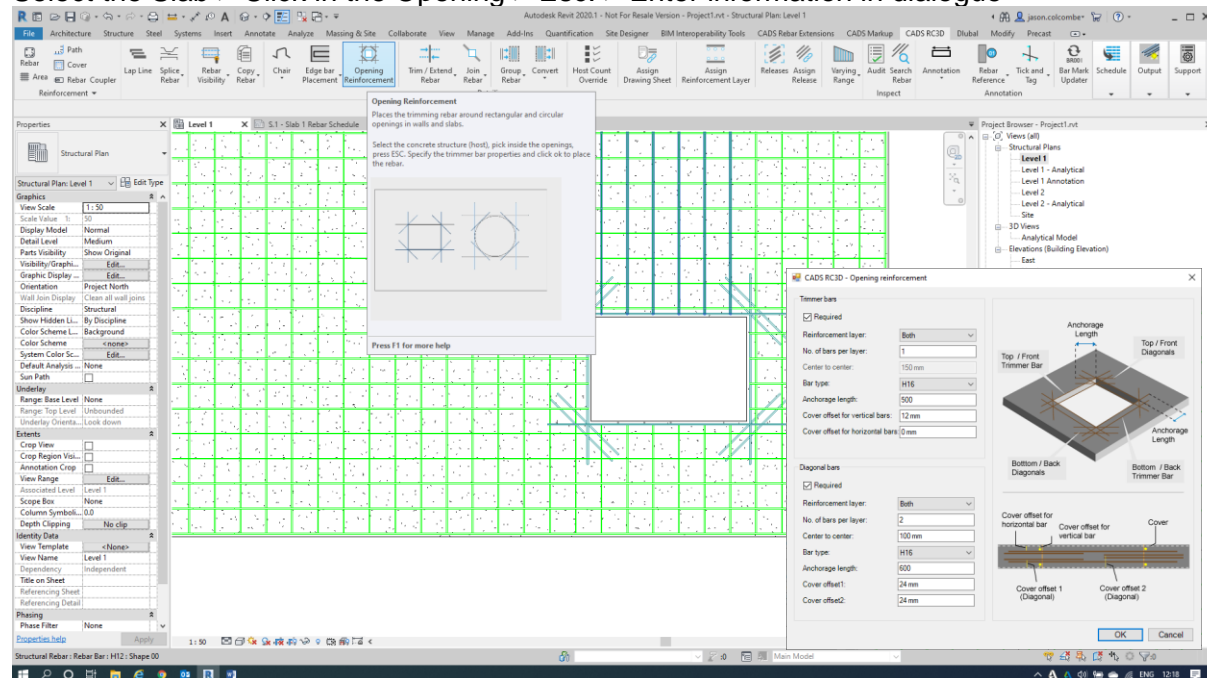 Autodesk Revit 2020.1 - Not For Resale Version - Project1.rvt - Structural Plan: Level 1
jason.colcombe
File Architecture Structure Steel Systems Insert Annotate Analyze Massing & Site Collaborate View Manage Add-Ins Quantification Site Designer BIM Interoperability Tools CADS Rebar Extensions CADS Markup CADS RC3D Dlubal Modify Precast
Rebar
Path
Cover
Area
Rebar Coupler
Lap Line
Splice Rebar
Rebar Visibility
Copy Rebar
Chair
Edge bar Placement
Opening Reinforcement
Trim / Extend Rebar
Join Rebar
Group Rebar
Convert
Host Count Override
Assign Drawing Sheet
Assign Reinforcement Layer
Releases
Assign Release
Varying Range
Audit
Search Rebar
Annotation
Rebar Reference
Tick and Tag
BR001
Bar Mark Updater
Schedule
Output
Support
Reinforcement
Inspect
Annotation
Opening Reinforcement
Places the trimming rebar around rectangular and circular
openings in walls and slabs.
Select the concrete structure (host), pick inside the openings,
press ESC. Specify the trimmer bar properties and click ok to place
the rebar.
Press F1 for more help
Properties
Level 1
S.1 - Slab 1 Rebar Schedule
Structural Plan
Structural Plan: Level 1
Edit Type
Graphics
View Scale 1 : 50
Scale Value 1: 50
Display Model Normal
Detail Level Medium
Parts Visibility Show Original
Visibility/Graphi... Edit...
Graphic Display ... Edit...
Orientation Project North
Wall Join Display Clean all wall joins
Discipline Structural
Show Hidden Li... By Discipline
Color Scheme L... Background
Color Scheme <none>
System Color Sc... Edit...
Default Analysis ... None
Sun Path
Underlay
Range: Base Level None
Range: Top Level Unbounded
Underlay Orienta... Look down
Extents
Crop View
Crop Region Visi...
Annotation Crop
View Range Edit...
Associated Level Level 1
Scope Box None
Column Symboli... 0.0
Depth Clipping No clip
Identity Data
View Template <None>
View Name Level 1
Dependency Independent
Title on Sheet
Referencing Sheet
Referencing Detail
Phasing
Phase Filter None
Properties help Apply
1 : 50
Structural Rebar : Rebar Bar : H12 : Shape 00
:0
Main Model
Project Browser - Project1.rvt
Views (all)
Structural Plans
Level 1
Level 1 - Analytical
Level 1 Annotation
Level 2
Level 2 - Analytical
Site
3D Views
Analytical Model
Elevations (Building Elevation)
East
CADS RC3D - Opening reinforcement
Trimmer bars
Required
Reinforcement layer: Both
No. of bars per layer: 1
Center to center: 150 mm
Bar type: H16
Anchorage length: 500
Cover offset for vertical bars: 12 mm
Cover offset for horizontal bars: 0 mm
Diagonal bars
Required
Reinforcement layer: Both
No. of bars per layer: 2
Center to center: 100 mm
Bar type: H16
Anchorage length: 600
Cover offset1: 24 mm
Cover offset2: 24 mm
Anchorage
Length
Top / Front
Diagonals
Top / Front
Trimmer Bar
Anchorage
Length
Botttom / Back
Diagonals
Bottom / Back
Trimmer Bar
Cover offset for
horizontal bar
Cover offset for
vertical bar
Cover
Cover offset 1
(Diagonal)
Cover offset 2
(Diagonal)
OK Cancel
ENG 12:18